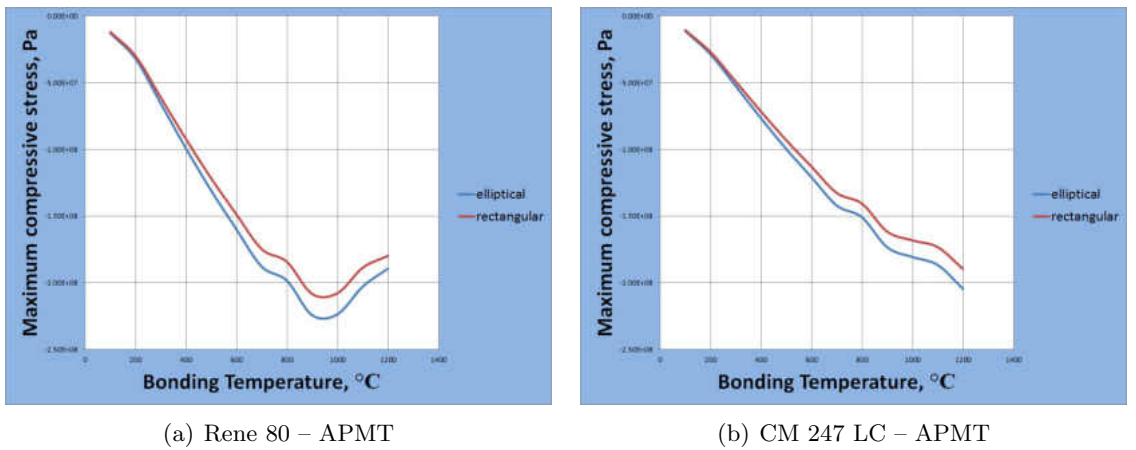 Maximum compressive stress, Pa
0.00E+00
-5.00E+07
-1.00E+08
-1.50E+08
-2.00E+08
-2.50E+08
0 200 400 600 800 1000 1200 1400
Bonding Temperature, °C
elliptical
rectangular
(a) Rene 80 – APMT
Maximum compressive stress, Pa
0.00E+00
-5.00E+07
-1.00E+08
-1.50E+08
-2.00E+08
-2.50E+08
0 200 400 600 800 1000 1200 1400
Bonding Temperature, °C
elliptical
rectangular
(b) CM 247 LC – APMT